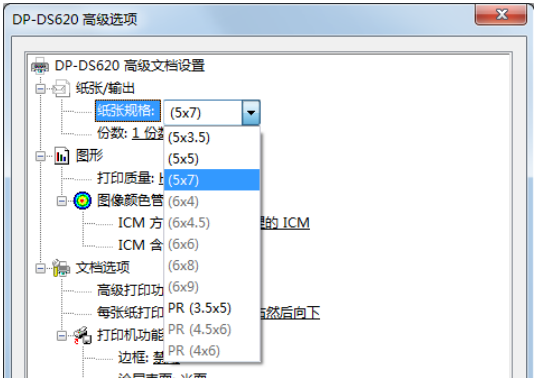 DP-DS620 高级选项
DP-DS620 高级文档设置
纸张/输出
纸张规格: (5x7)
份数: 1 份
(5x3.5)
(5x5)
(5x7)
(6x4)
(6x4.5)
(6x6)
(6x8)
(6x9)
PR (3.5x5)
PR (4.5x6)
PR (4x6)
图形
打印质量:
图像颜色管
ICM 方 的 ICM
ICM 含
文档选项
高级打印功
每张纸打印 然后向下
打印机功能
边框:
光面